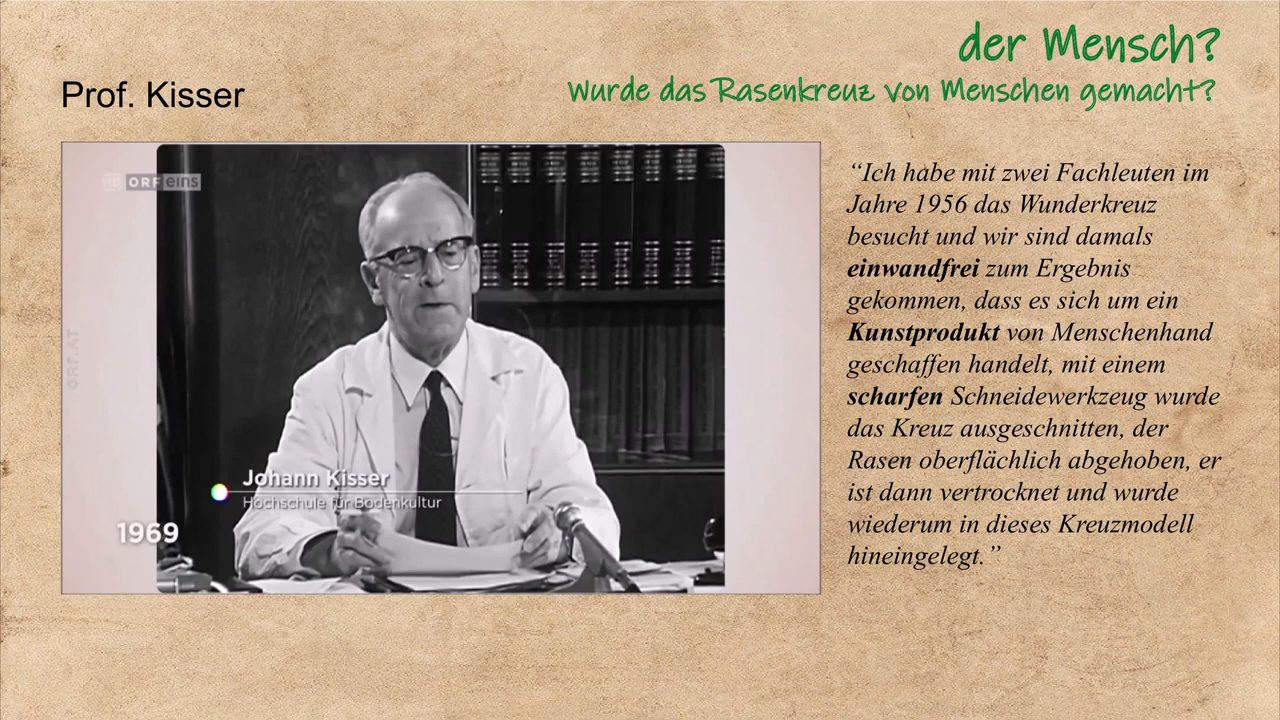 der Mensch?
Wurde das Rasenkreuz von Menschen gemacht?
Prof. Kisser
HD ORF eins
ORF.AT
Johann Kisser
Hochschule für Bodenkultur
1969
“Ich habe mit zwei Fachleuten im
Jahre 1956 das Wunderkreuz
besucht und wir sind damals
einwandfrei zum Ergebnis
gekommen, dass es sich um ein
Kunstprodukt von Menschenhand
geschaffen handelt, mit einem
scharfen Schneidewerkzeug wurde
das Kreuz ausgeschnitten, der
Rasen oberflächlich abgehoben, er
ist dann vertrocknet und wurde
wiederum in dieses Kreuzmodell
hineingelegt.”